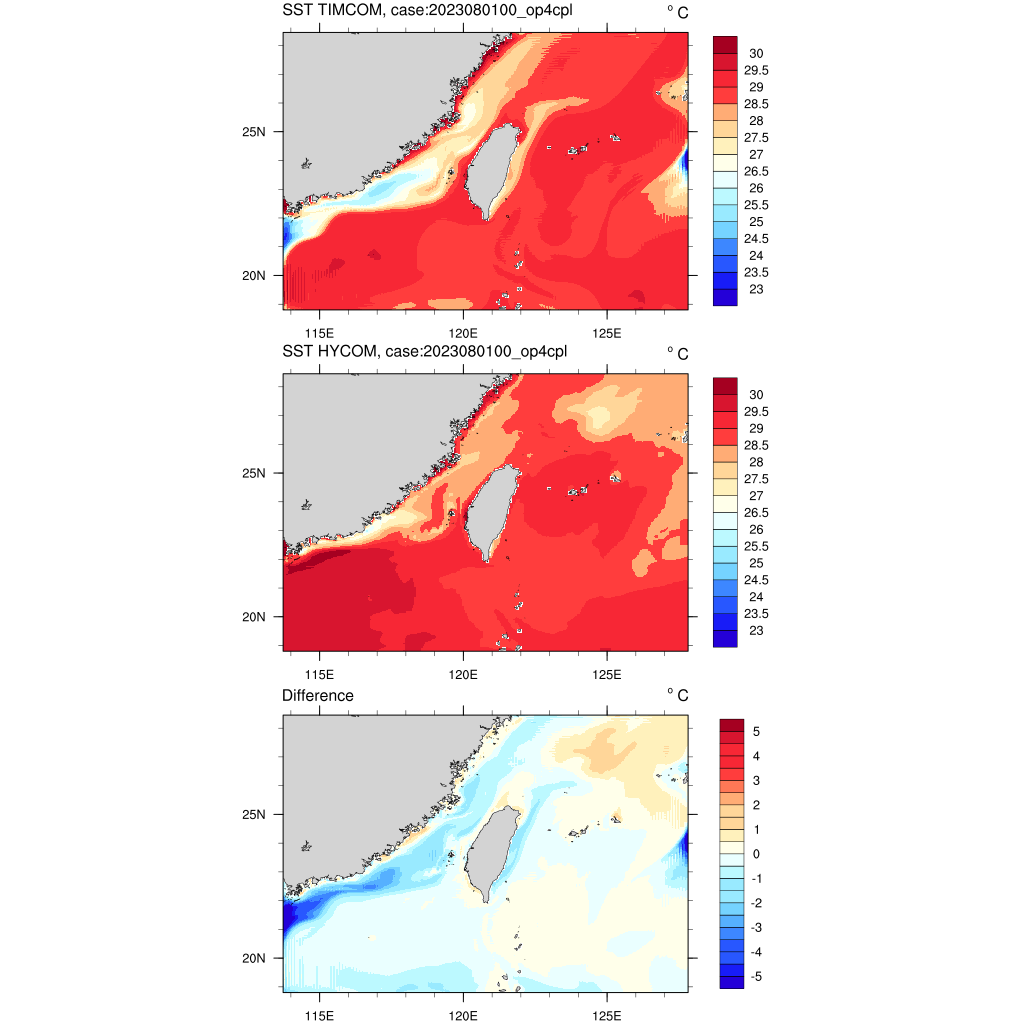 SST TIMCOM, case:2023080100_op4cpl
° C
30
29.5
29
28.5
28
27.5
27
26.5
26
25.5
25
24.5
24
23.5
23
25N
20N
115E
120E
125E
SST HYCOM, case:2023080100_op4cpl
° C
30
29.5
29
28.5
28
27.5
27
26.5
26
25.5
25
24.5
24
23.5
23
25N
20N
115E
120E
125E
Difference
° C
5
4
3
2
1
0
-1
-2
-3
-4
-5
25N
20N
115E
120E
125E